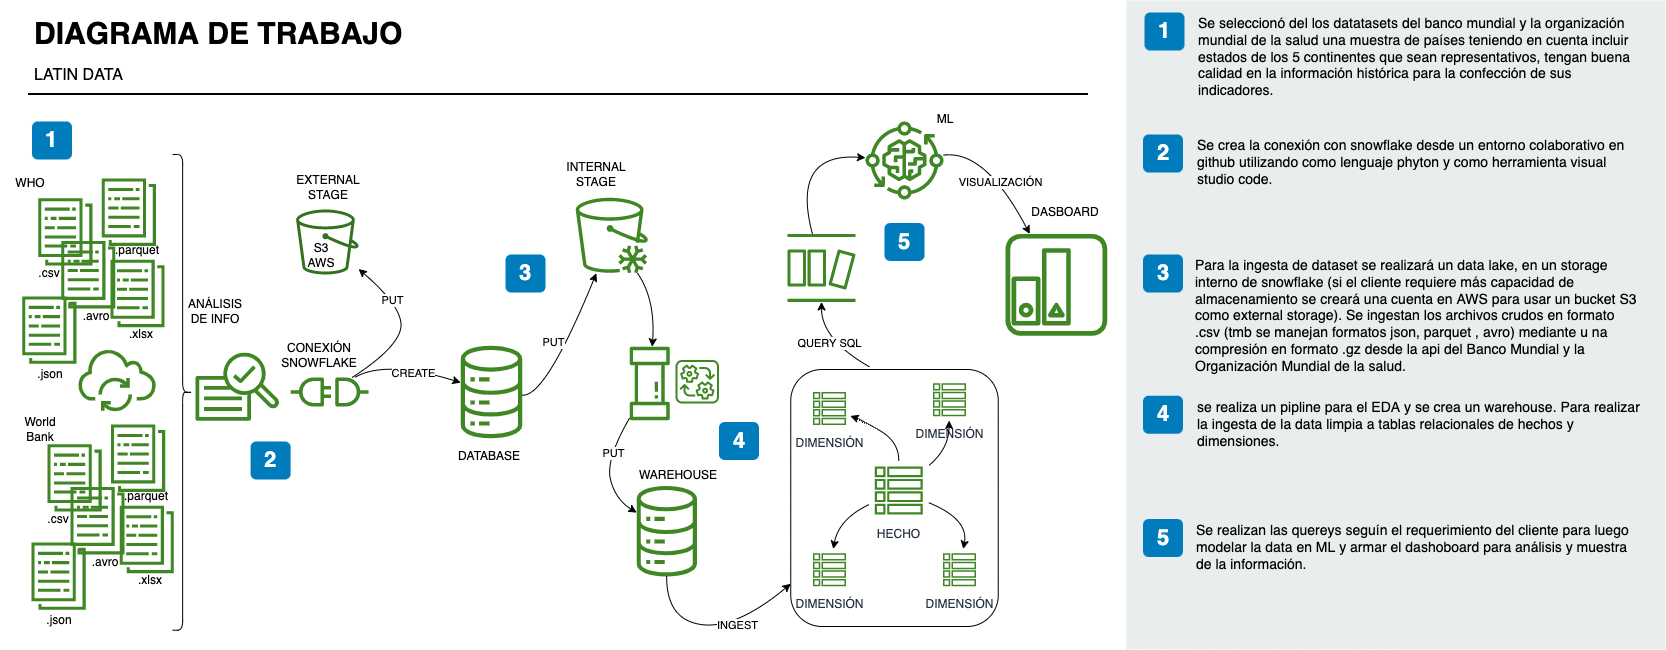 DIAGRAMA DE TRABAJO
LATIN DATA
1
WHO
.parquet
.csv
.avro
.xlsx
.json
World
Bank
.parquet
.csv
.avro
.xlsx
.json
ANÁLISIS
DE INFO
2
EXTERNAL
STAGE
S3
AWS
PUT
CONEXIÓN
SNOWFLAKE
CREATE
DATABASE
3
PUT
INTERNAL
STAGE
4
PUT
WAREHOUSE
INGEST
DIMENSIÓN
DIMENSIÓN
HECHO
DIMENSIÓN
DIMENSIÓN
QUERY SQL
5
ML
VISUALIZACIÓN
DASBOARD
1
Se seleccionó del los datatasets del banco mundial y la organización
mundial de la salud una muestra de países teniendo en cuenta incluir
estados de los 5 continentes que sean representativos, tengan buena
calidad en la información histórica para la confección de sus
indicadores.
2
Se crea la conexión con snowflake desde un entorno colaborativo en
github utilizando como lenguaje phyton y como herramienta visual
studio code.
3
Para la ingesta de dataset se realizará un data lake, en un storage
interno de snowflake (si el cliente requiere más capacidad de
almacenamiento se creará una cuenta en AWS para usar un bucket S3
como external storage). Se ingestan los archivos crudos en formato
.csv (tmb se manejan formatos json, parquet , avro) mediante u na
compresión en formato .gz desde la api del Banco Mundial y la
Organización Mundial de la salud.
4
se realiza un pipline para el EDA y se crea un warehouse. Para realizar
la ingesta de la data limpia a tablas relacionales de hechos y
dimensiones.
5
Se realizan las quereys seguín el requerimiento del cliente para luego
modelar la data en ML y armar el dashoboard para análisis y muestra
de la información.